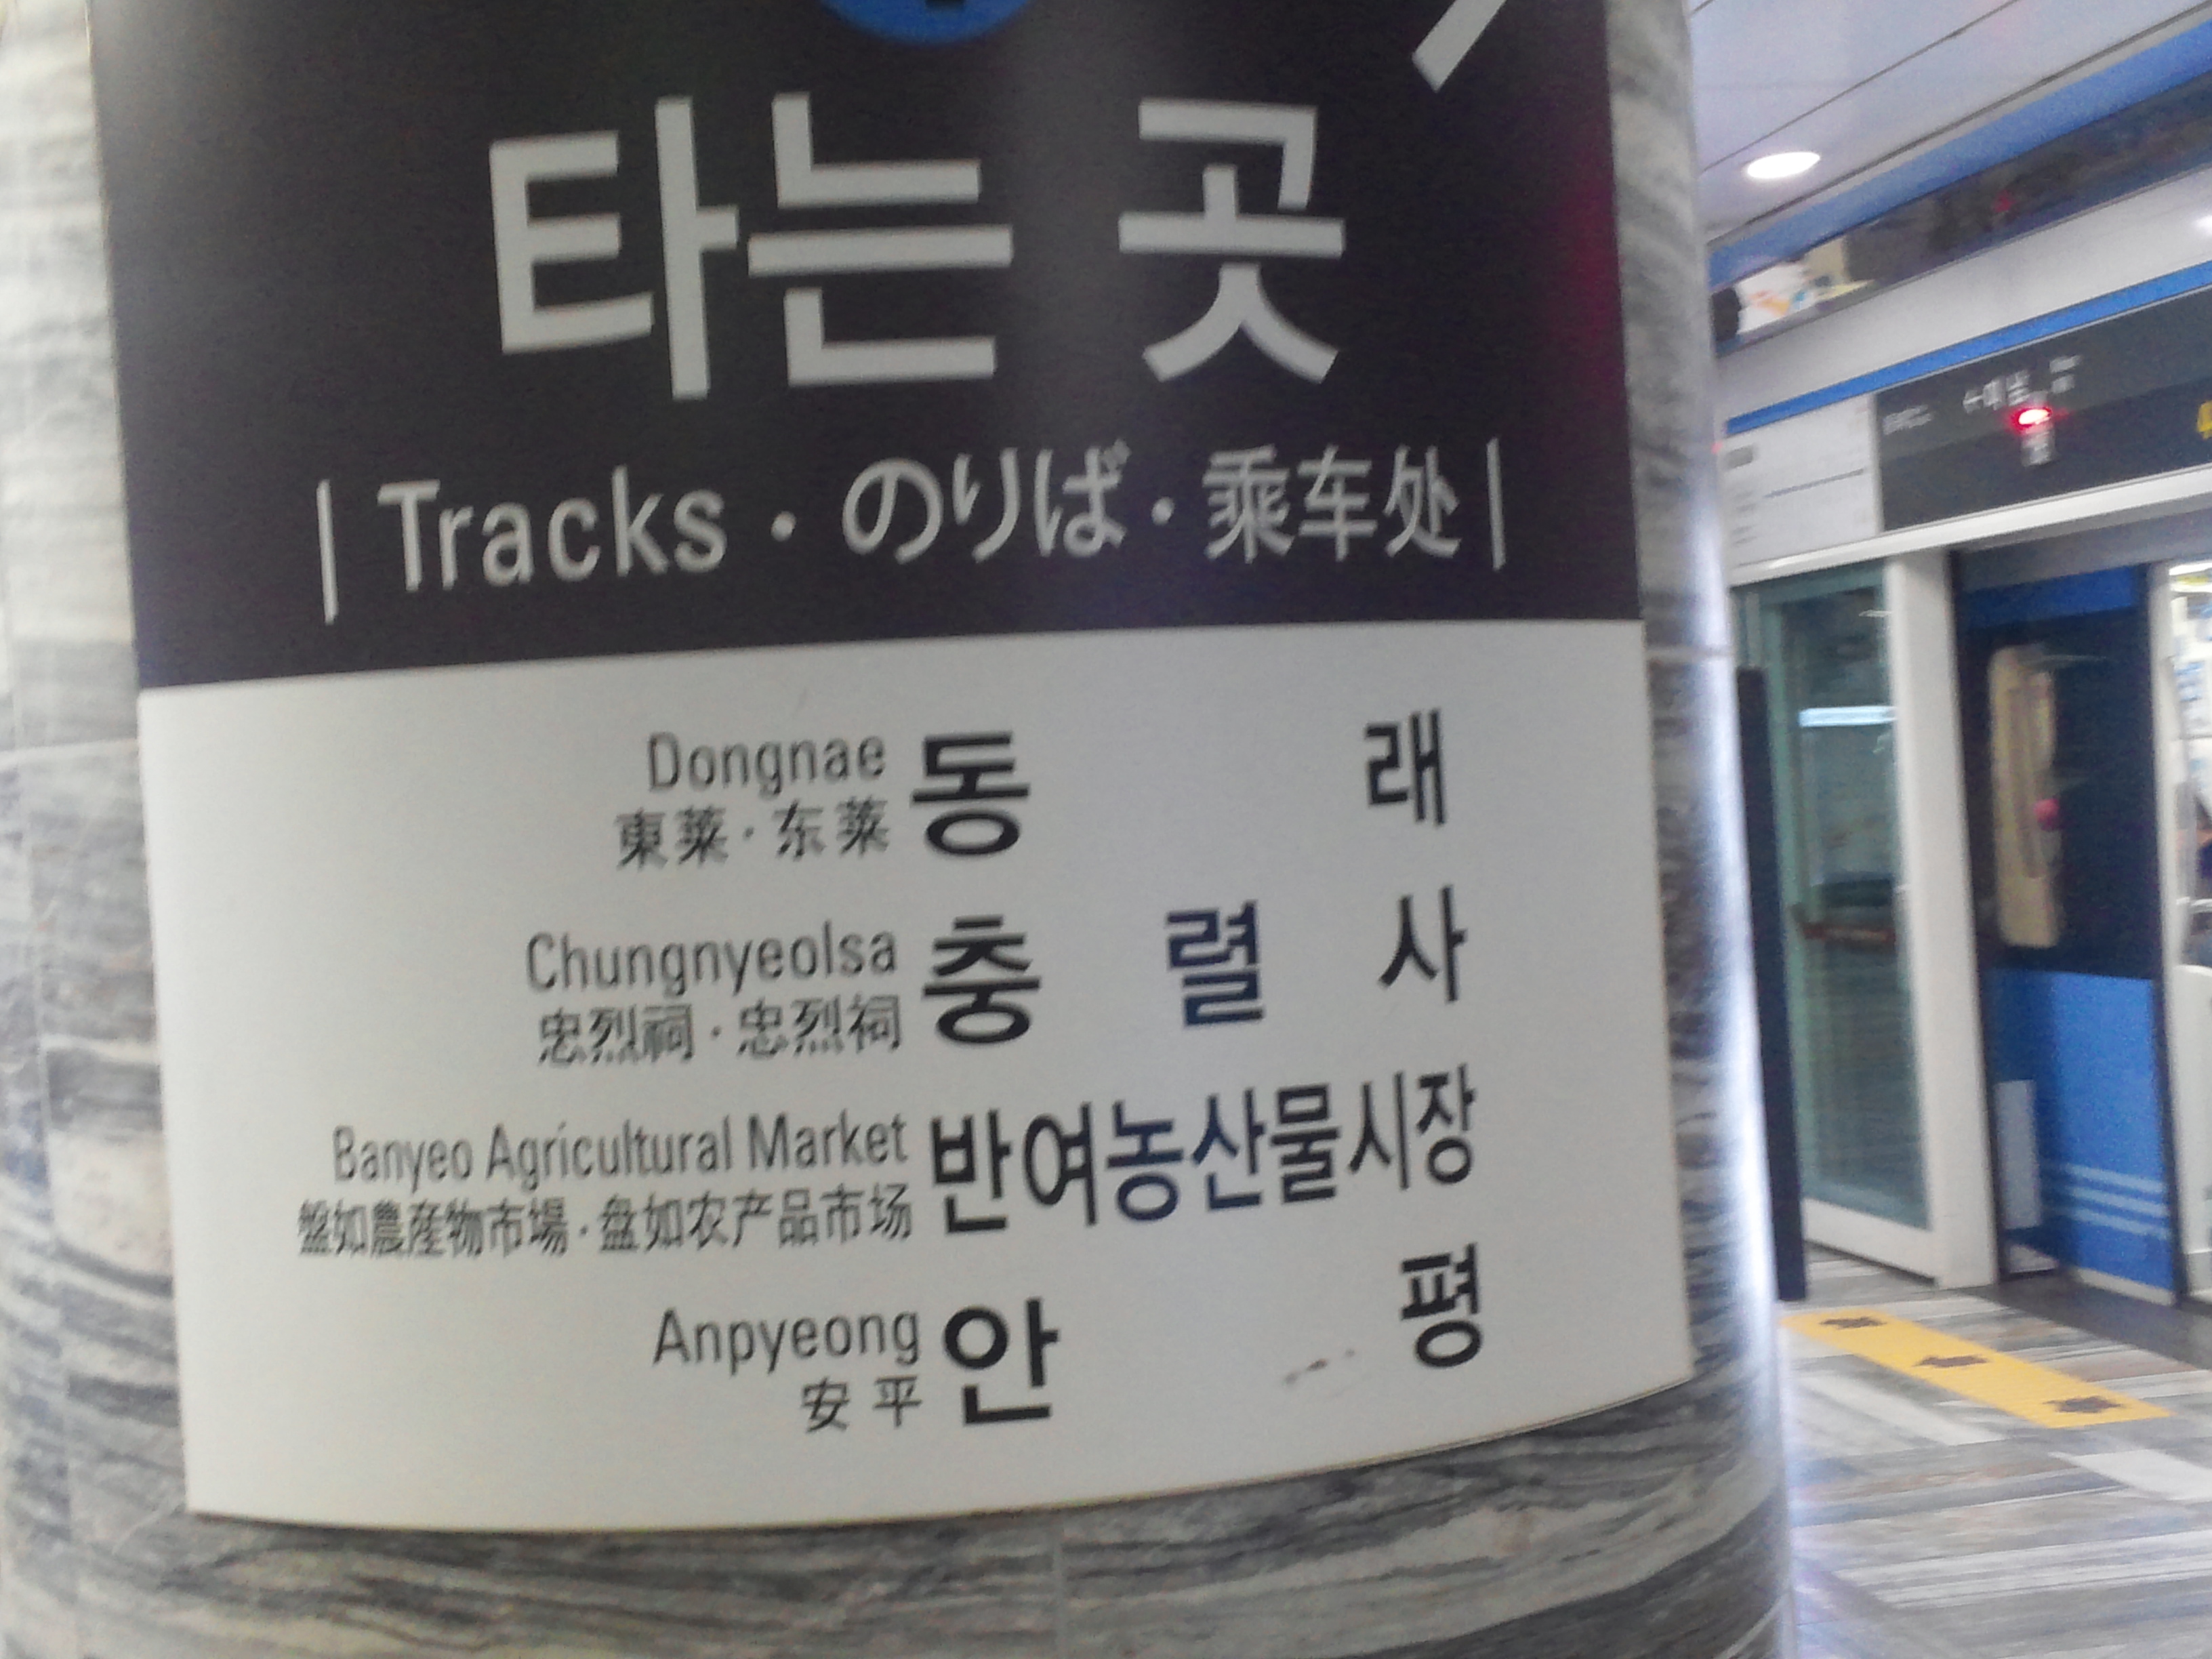 타는 곳
| Tracks · のりば · 乘车处 |
Dongnae 동 래
東萊 · 东莱
Chungnyeolsa 충 렬 사
忠烈祠 · 忠烈祠
Banyeo Agricultural Market 반여농산물시장
盤如農産物市場 · 盘如农产品市场
Anpyeong 안 평
安平